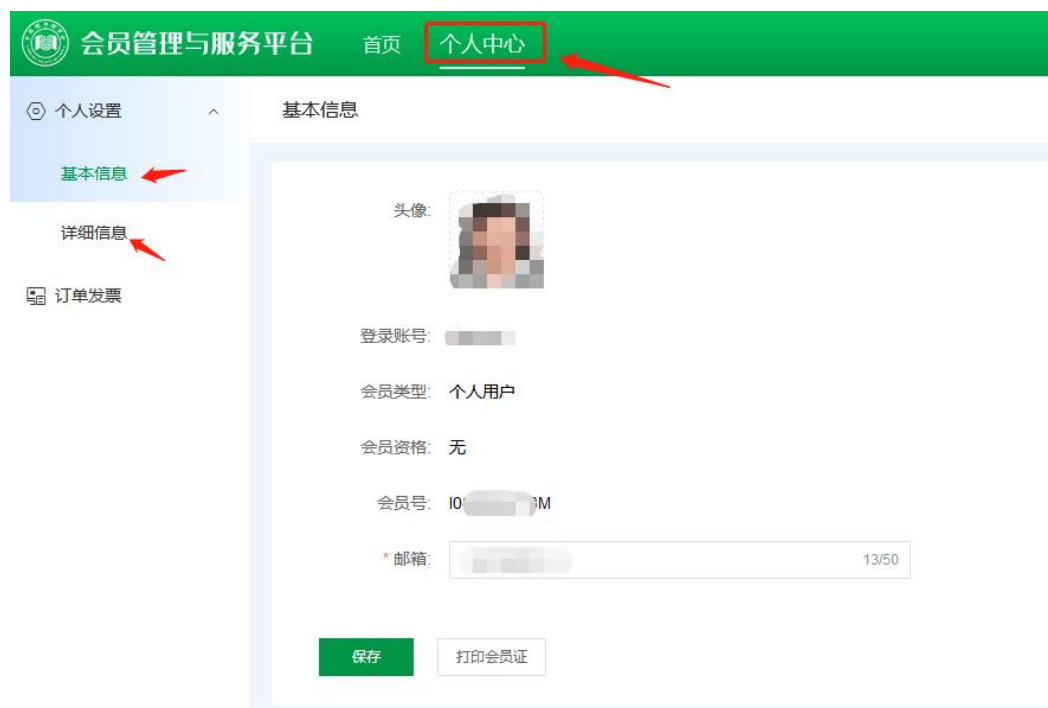 会员管理与服务平台 首页 个人中心
个人设置
基本信息
基本信息
详细信息
订单发票
头像:
登录账号:
会员类型: 个人用户
会员资格: 无
会员号: I0 M
*邮箱: 13/50
保存 打印会员证